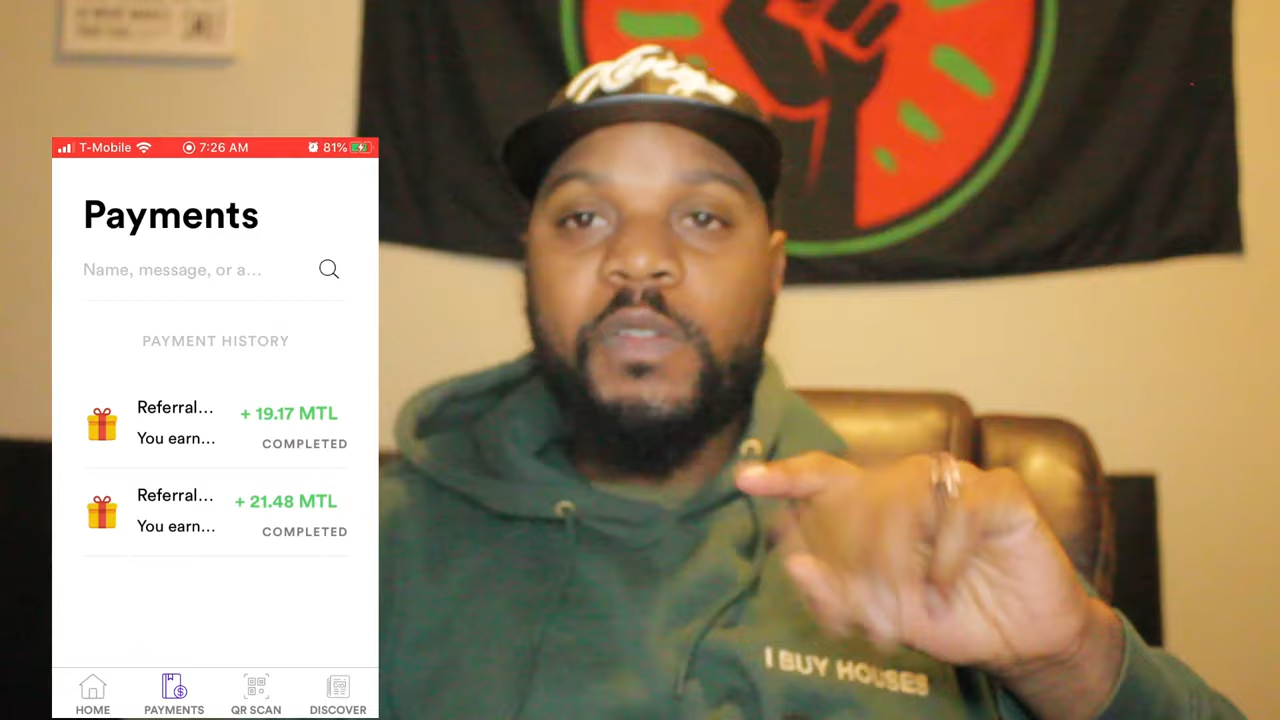 T-Mobile 7:26 AM 81%
Payments
Name, message, or a...
PAYMENT HISTORY
Referral... + 19.17 MTL
You earn... COMPLETED
Referral... + 21.48 MTL
You earn... COMPLETED
HOME PAYMENTS QR SCAN DISCOVER
I BUY HOUSES